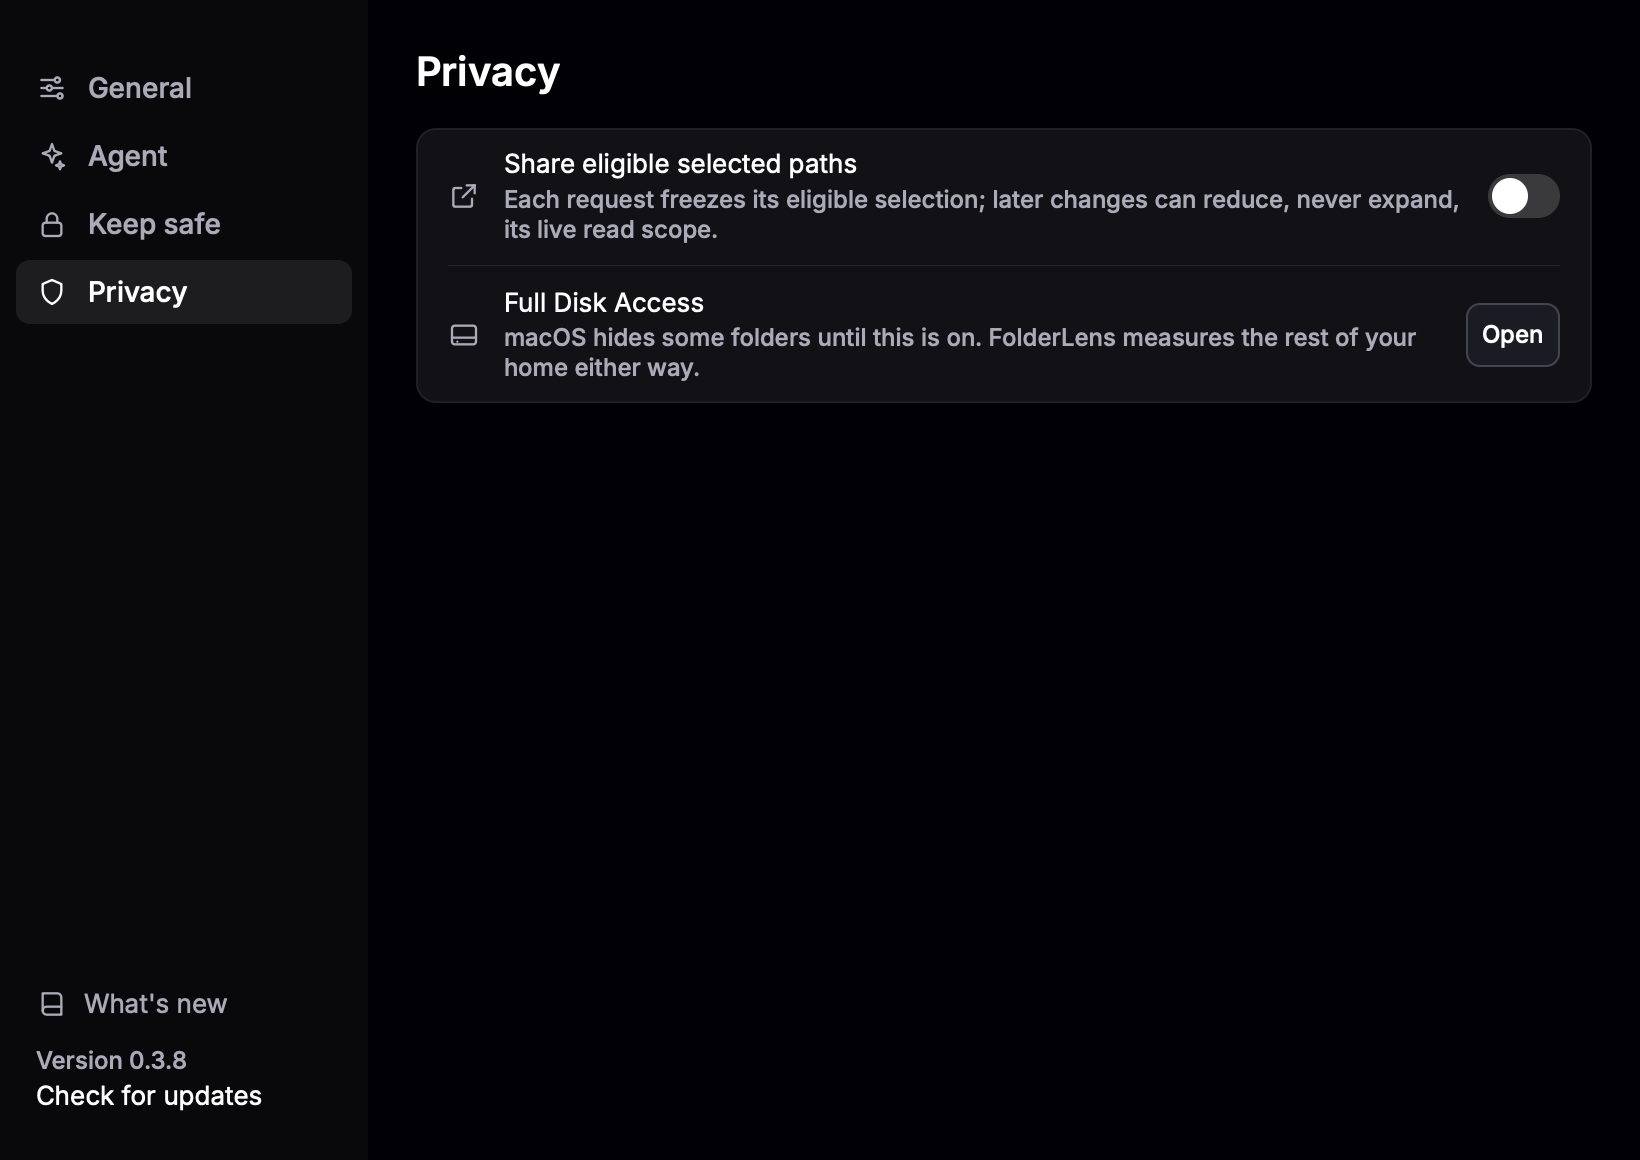 General
Agent
Keep safe
Privacy
What's new
Version 0.3.8
Check for updates
Privacy
Share eligible selected paths
Each request freezes its eligible selection; later changes can reduce, never expand,
its live read scope.
Full Disk Access
macOS hides some folders until this is on. FolderLens measures the rest of your
home either way.
Open